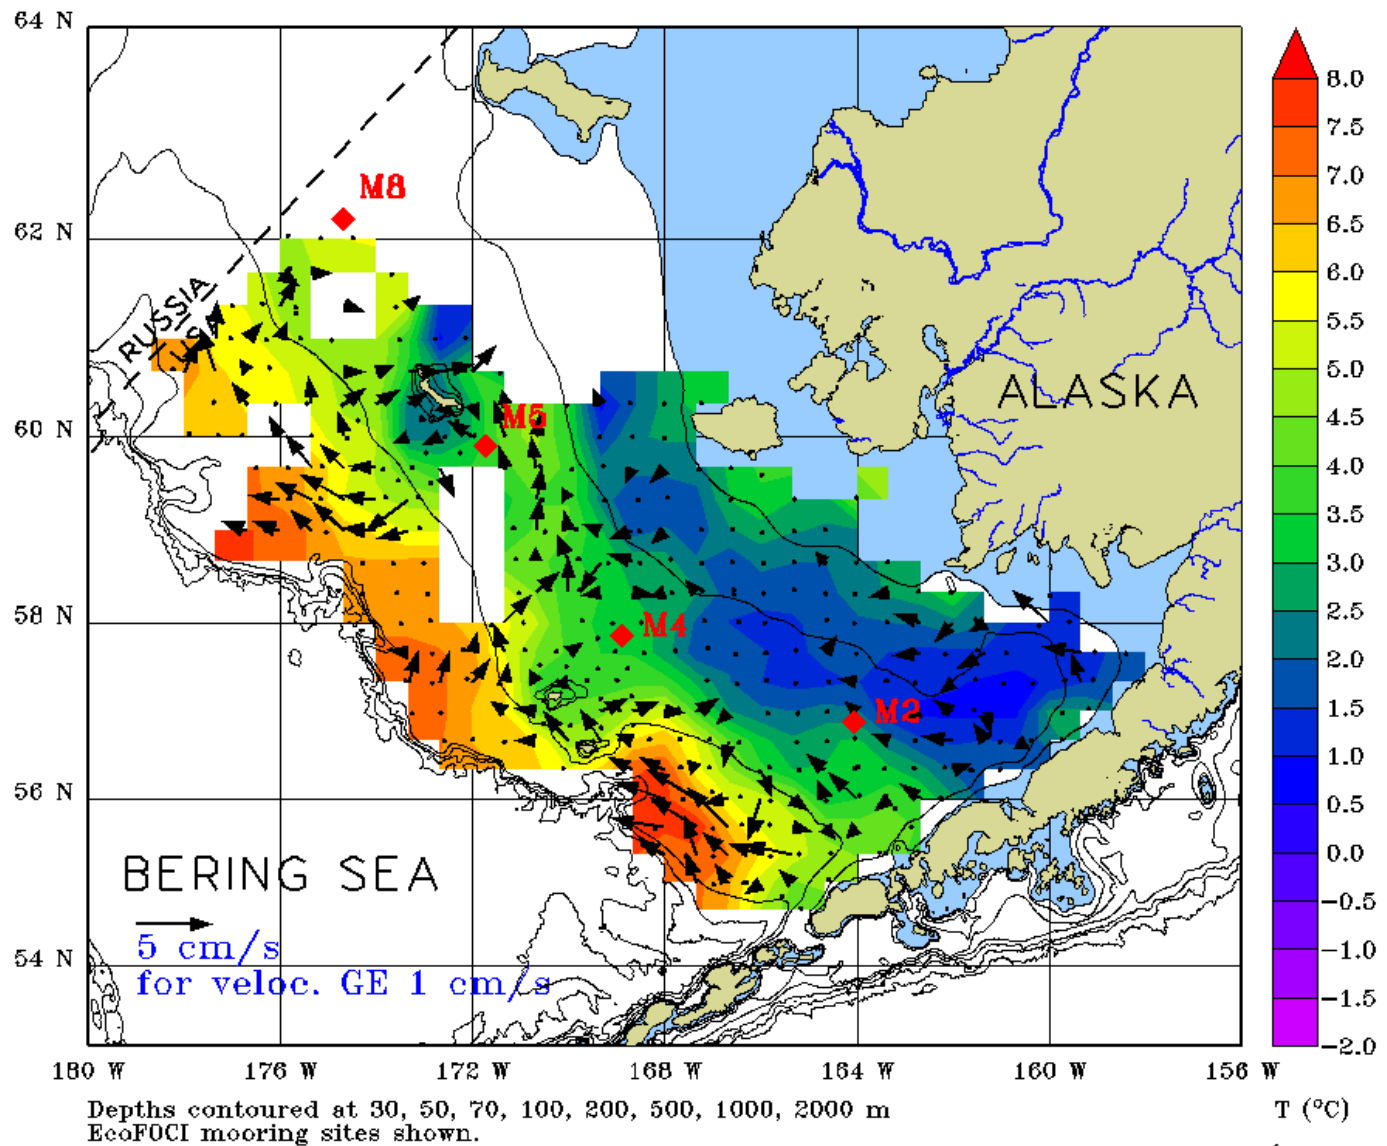 64 N
62 N
60 N
58 N
56 N
54 N
180 W
176 W
172 W
168 W
164 W
160 W
156 W
M8
RUSSIA
USA
M5
ALASKA
M4
M2
BERING SEA
5 cm/s
for veloc. GE 1 cm/s
8.0
7.5
7.0
6.5
6.0
5.5
5.0
4.5
4.0
3.5
3.0
2.5
2.0
1.5
1.0
0.5
0.0
-0.5
-1.0
-1.5
-2.0
T (°C)
Depths contoured at 30, 50, 70, 100, 200, 500, 1000, 2000 m
EcoFOCI mooring sites shown.